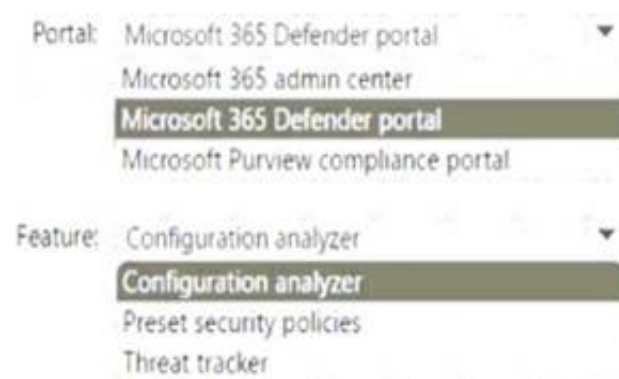 Portal: Microsoft 365 Defender portal
Microsoft 365 admin center
Microsoft 365 Defender portal
Microsoft Purview compliance portal
Feature: Configuration analyzer
Configuration analyzer
Preset security policies
Threat tracker